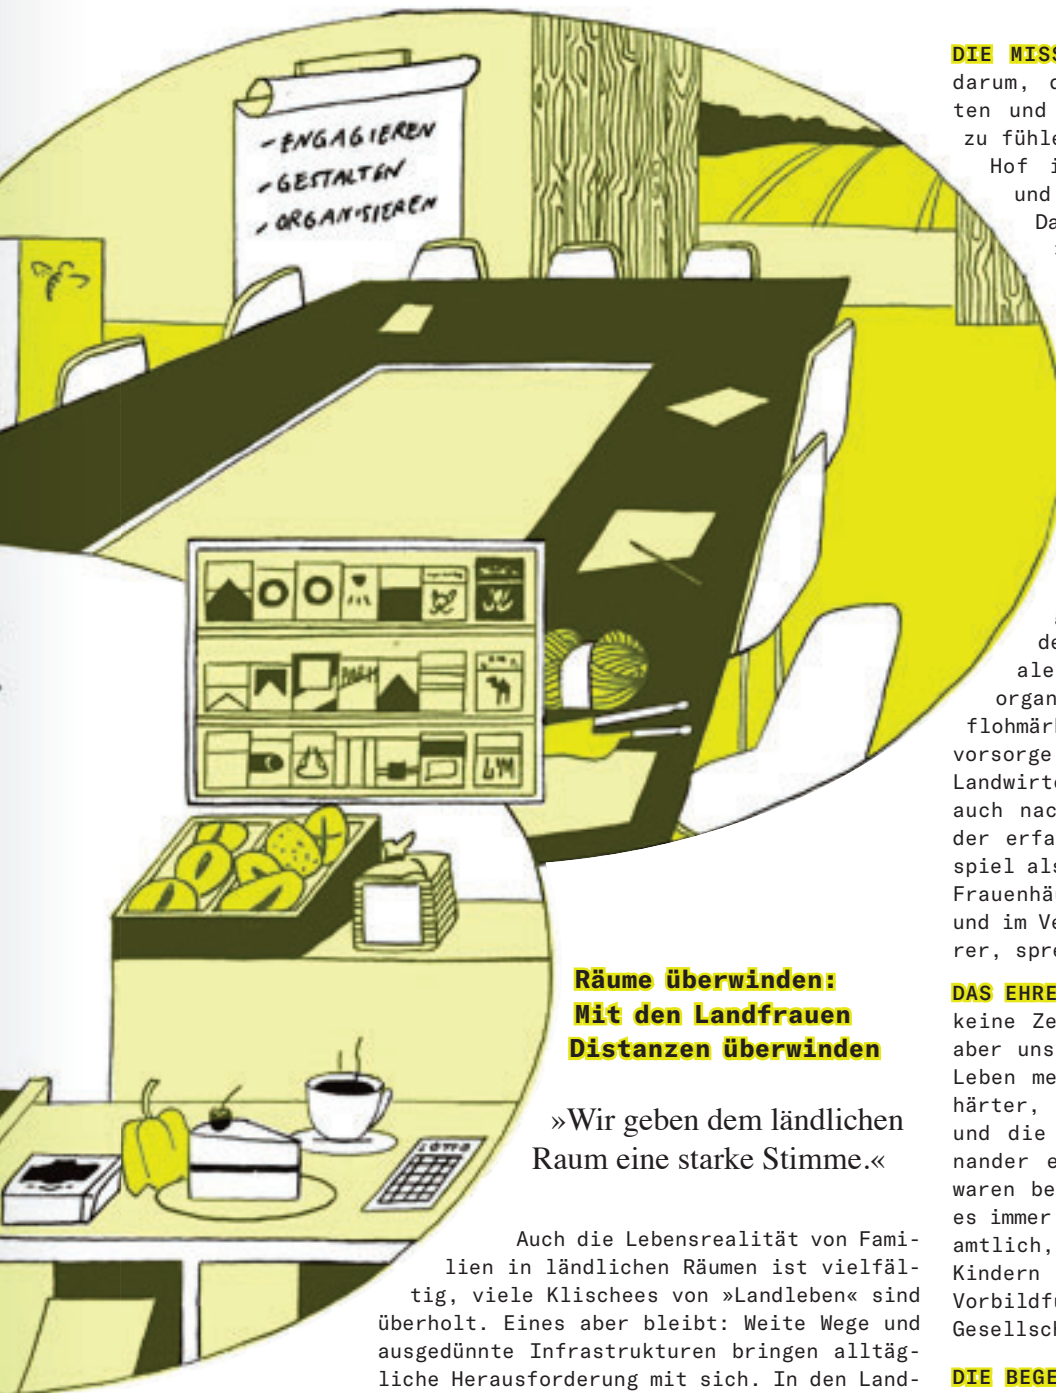 - ENGAGIEREN
- GESTALTEN
- ORGANISIEREN
LOTTO
L&M
Räume überwinden:
Mit den Landfrauen
Distanzen überwinden
»Wir geben dem ländlichen
Raum eine starke Stimme.«
Auch die Lebensrealität von Fami-
lien in ländlichen Räumen ist vielfäl-
tig, viele Klischees von »Landleben« sind
überholt. Eines aber bleibt: Weite Wege und
ausgedünnte Infrastrukturen bringen alltäg-
liche Herausforderung mit sich. In den Land-
DIE MISS
darum, d
ten und
zu fühle
Hof i
und
Da
de
ale
organ
flohmärk
vorsorge
Landwirte
auch nac
der erfa
spiel als
Frauenhäu
und im Ve
rer, spre
DAS EHRE
keine Ze
aber uns
Leben me
härter,
und die
nander e
waren be
es immer
amtlich,
Kindern
Vorbildfu
Gesellsch
DIE BEGE